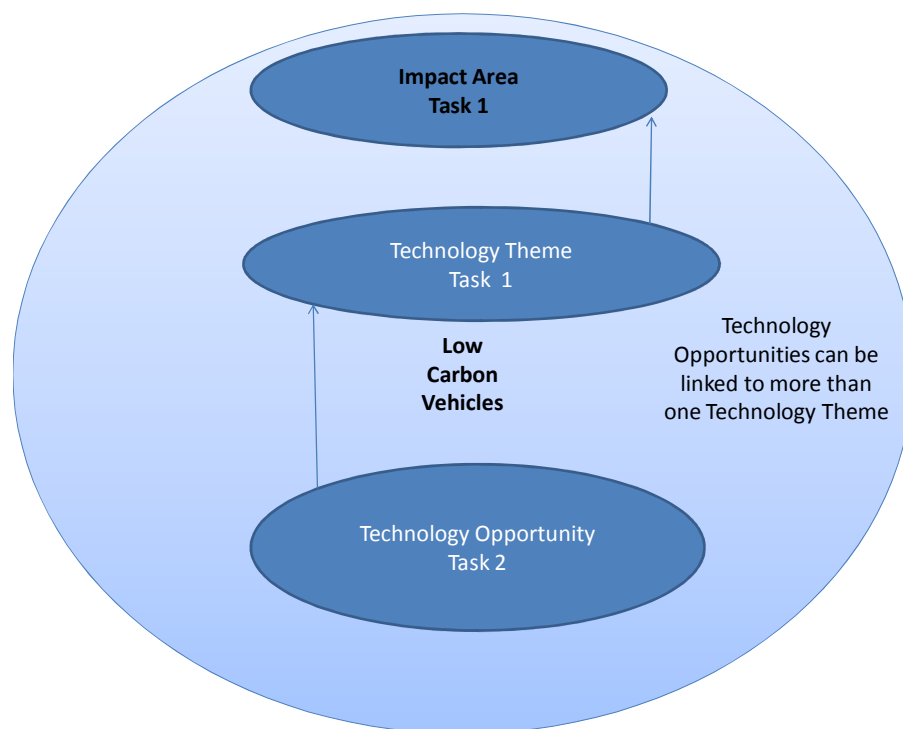 Impact Area
Task 1
Technology Theme
Task  1
Low
Carbon
Vehicles
Technology
Opportunities can be
linked to more than
one Technology Theme
Technology Opportunity
Task 2